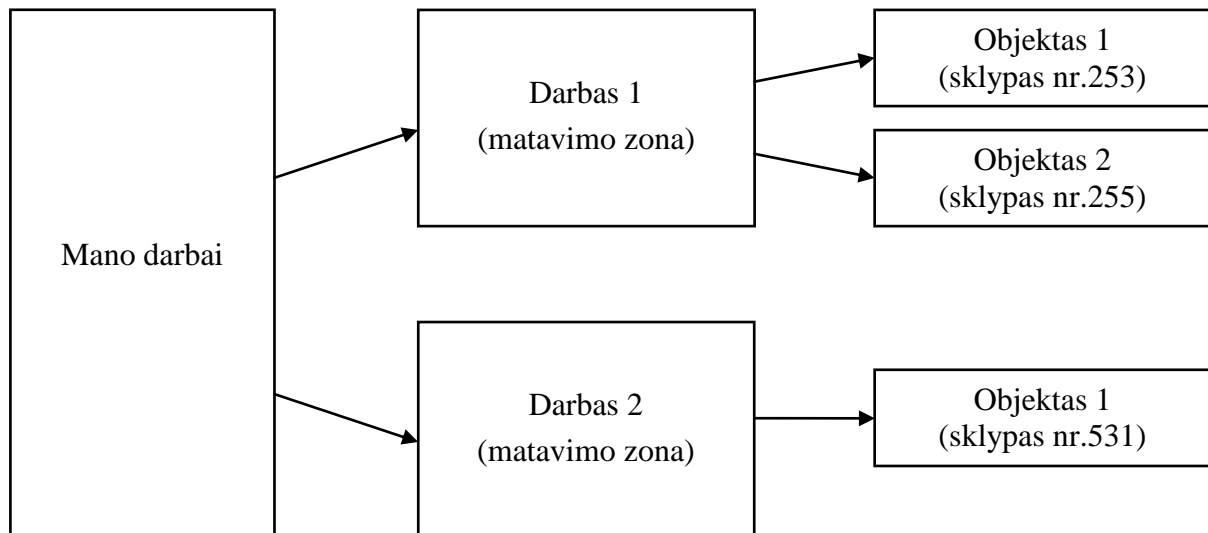 Mano darbai
Darbas 1
(matavimo zona)
Objektas 1
(sklypas nr.253)
Objektas 2
(sklypas nr.255)
Darbas 2
(matavimo zona)
Objektas 1
(sklypas nr.531)